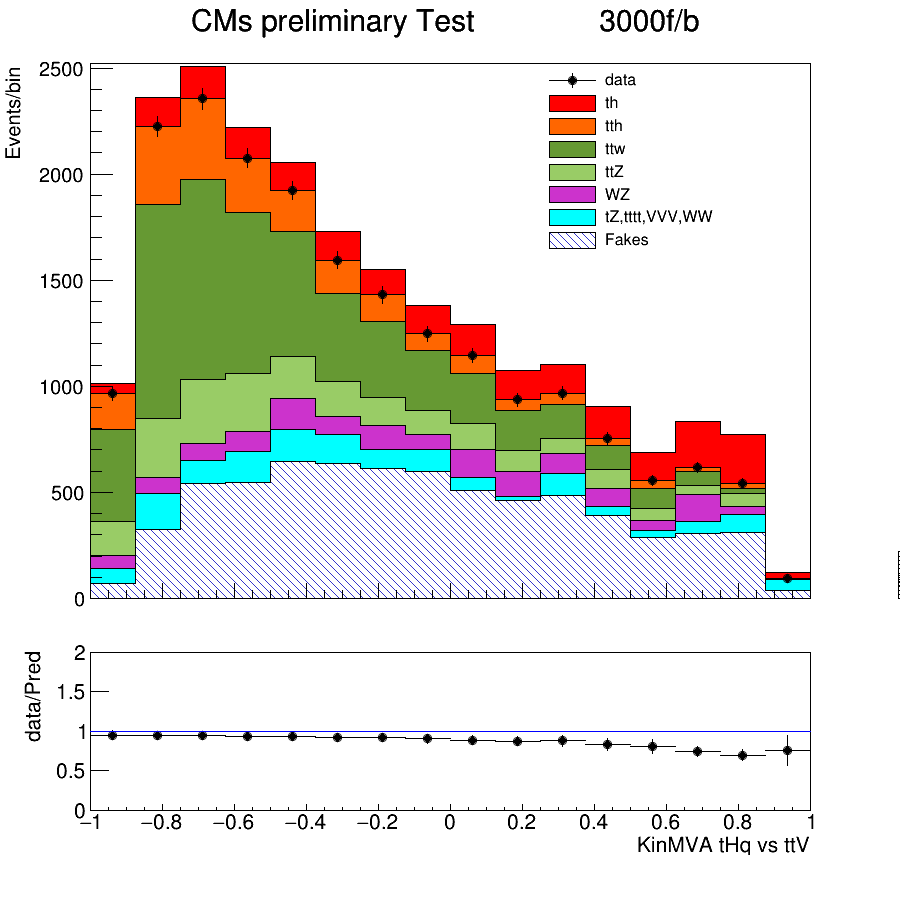 CMs preliminary Test 3000f/b
Events/bin
2500
2000
1500
1000
500
0
data
th
tth
ttw
ttZ
WZ
tZ,tttt,VVV,WW
Fakes
data/Pred
2
1.5
1
0.5
0
−1 −0.8 −0.6 −0.4 −0.2 0 0.2 0.4 0.6 0.8 1
KinMVA tHq vs ttV